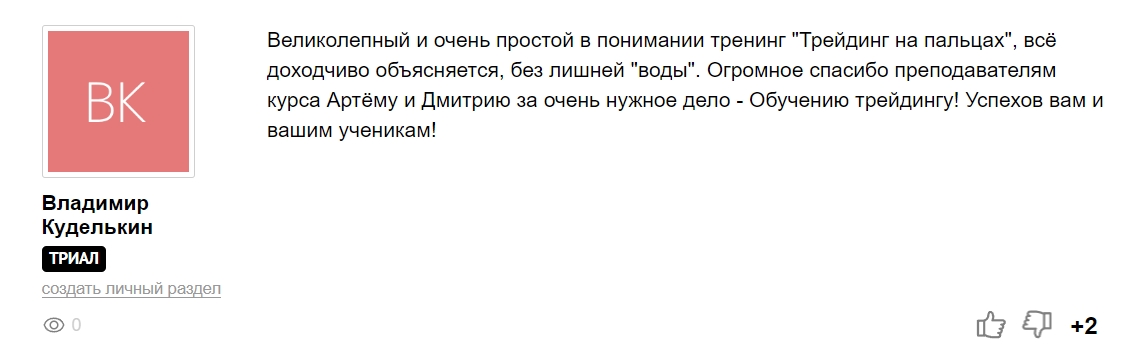 ВК
Великолепный и очень простой в понимании тренинг "Трейдинг на пальцах", всё
доходчиво объясняется, без лишней "воды". Огромное спасибо преподавателям
курса Артёму и Дмитрию за очень нужное дело - Обучению трейдингу! Успехов вам и
вашим ученикам!
Владимир
Куделькин
ТРИАЛ
создать личный раздел
0
+2